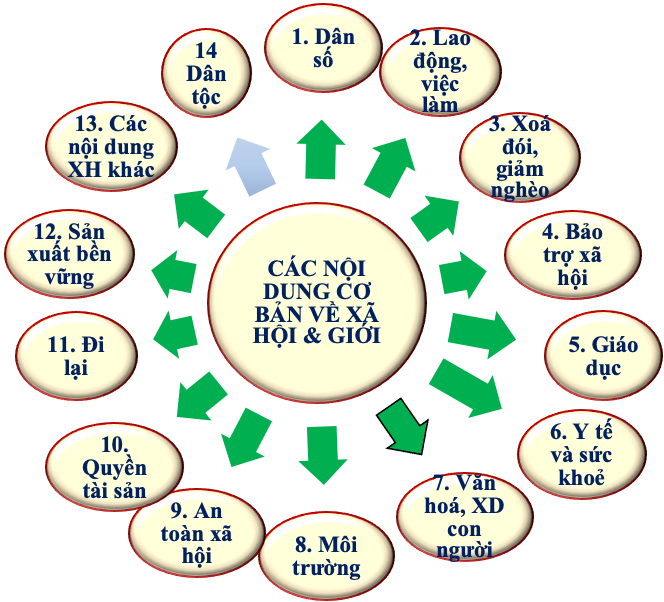 1. Dân
số
2. Lao
động,
việc
làm
3. Xoá
đói,
giảm
nghèo
4. Bảo
trợ xã
hội
5. Giáo
dục
6. Y tế
và sức
khoẻ
7. Văn
hoá, XD
con
người
8. Môi
trường
9. An
toàn xã
hội
10.
Quyền
tài sản
11. Đi
lại
12. Sản
xuất bền
vững
13. Các
nội dung
XH khác
14
Dân
tộc
CÁC NỘI
DUNG CƠ
BẢN VỀ XÃ
HỘI & GIỚI